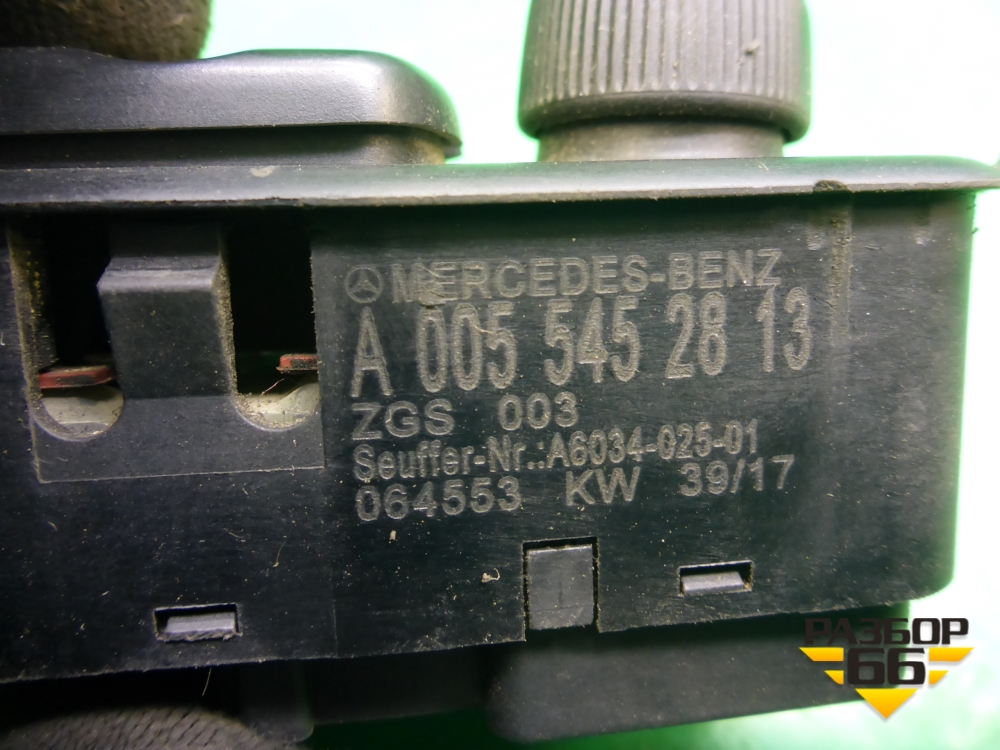 MERCEDES-BENZ
A 005 545 28 13
ZGS 003
Seuffer-Nr.:A6034-025-01
064553 KW 39/17
РАЗБОР
66